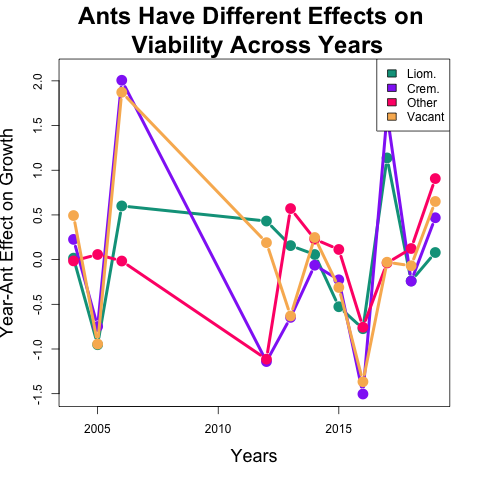 Ants Have Different Effects on
Viability Across Years
Year-Ant Effect on Growth
2.0
1.5
1.0
0.5
0.0
-0.5
-1.0
-1.5
Liom.
Crem.
Other
Vacant
2005
2010
2015
Years